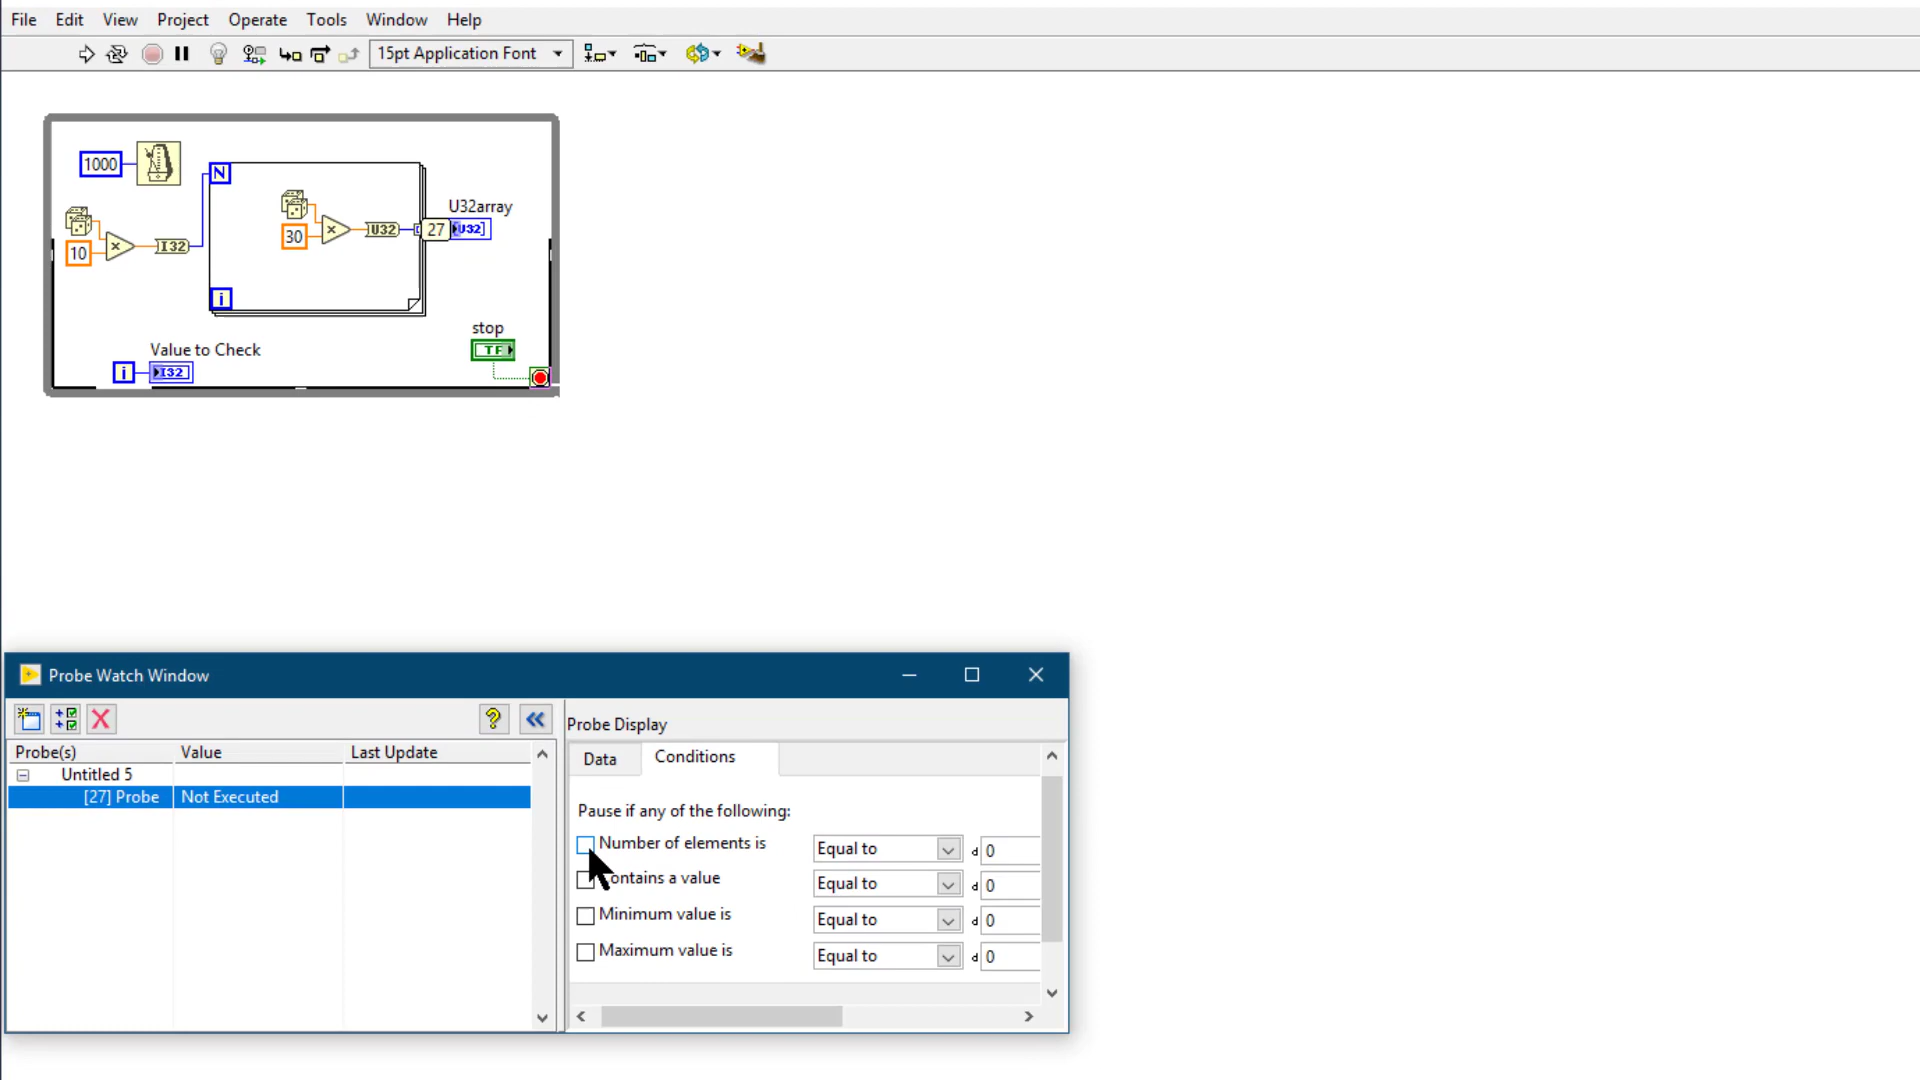 File Edit View Project Operate Tools Window Help
15pt Application Font
1000
N
U32array
30
U32
27
U32]
10
I32
i
stop
TF
Value to Check
i
I32
Probe Watch Window
Probe Display
Probe(s) Value Last Update
Data Conditions
Untitled 5
[27] Probe Not Executed
Pause if any of the following:
Number of elements is Equal to d 0
ontains a value Equal to d 0
Minimum value is Equal to d 0
Maximum value is Equal to d 0